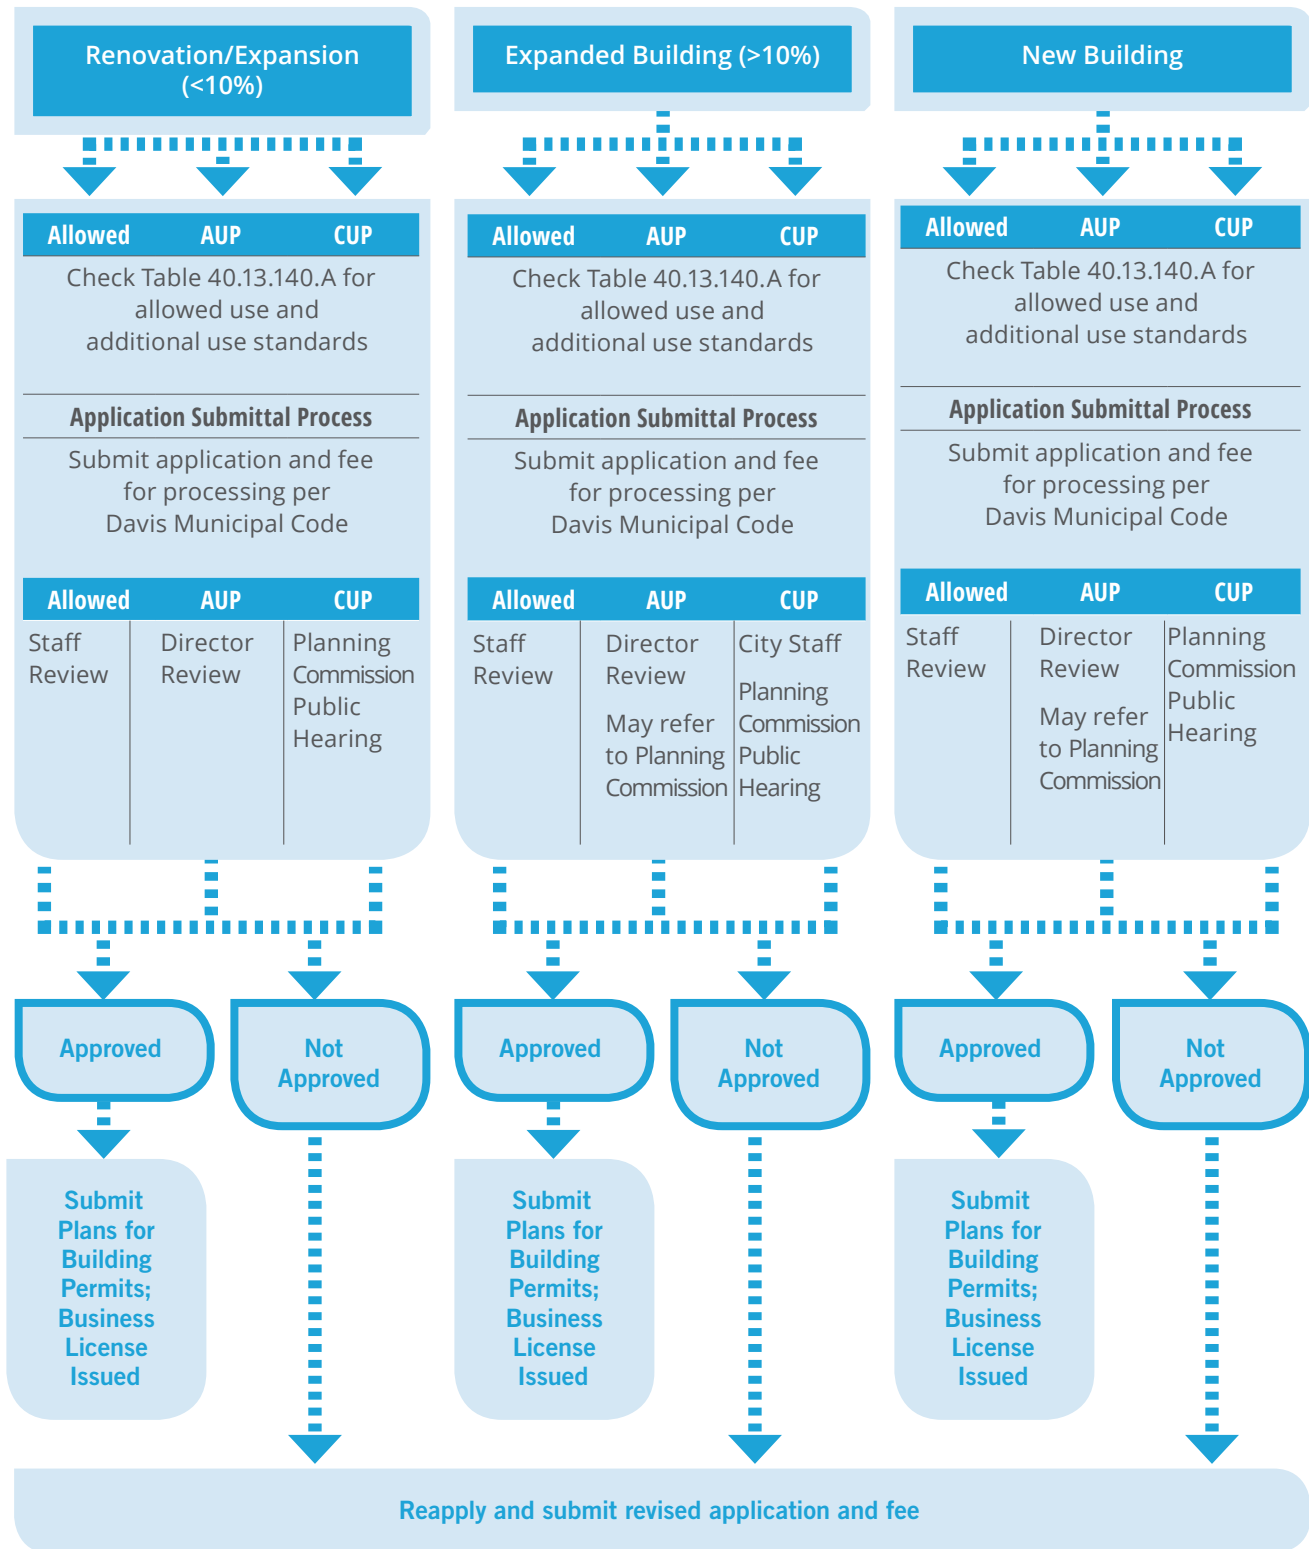 Renovation/Expansion
(<10%)
Allowed AUP CUP
Check Table 40.13.140.A for
allowed use and
additional use standards
Application Submittal Process
Submit application and fee
for processing per
Davis Municipal Code
Allowed AUP CUP
Staff
Review
Director
Review
Planning
Commission
Public
Hearing
Approved
Not
Approved
Submit
Plans for
Building
Permits;
Business
License
Issued
Expanded Building (>10%)
Allowed AUP CUP
Check Table 40.13.140.A for
allowed use and
additional use standards
Application Submittal Process
Submit application and fee
for processing per
Davis Municipal Code
Allowed AUP CUP
Staff
Review
Director
Review
May refer
to Planning
Commission
City Staff
Planning
Commission
Public
Hearing
Approved
Not
Approved
Submit
Plans for
Building
Permits;
Business
License
Issued
New Building
Allowed AUP CUP
Check Table 40.13.140.A for
allowed use and
additional use standards
Application Submittal Process
Submit application and fee
for processing per
Davis Municipal Code
Allowed AUP CUP
Staff
Review
Director
Review
May refer
to Planning
Commission
Planning
Commission
Public
Hearing
Approved
Not
Approved
Submit
Plans for
Building
Permits;
Business
License
Issued
Reapply and submit revised application and fee